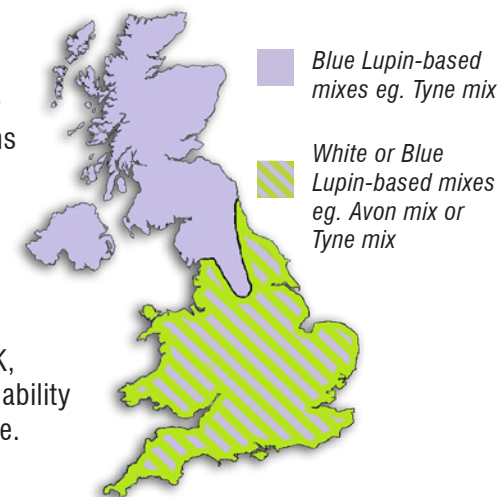 Blue Lupin-based
mixes eg. Tyne mix
White or Blue
Lupin-based mixes
eg. Avon mix or
Tyne mix
ability
e.